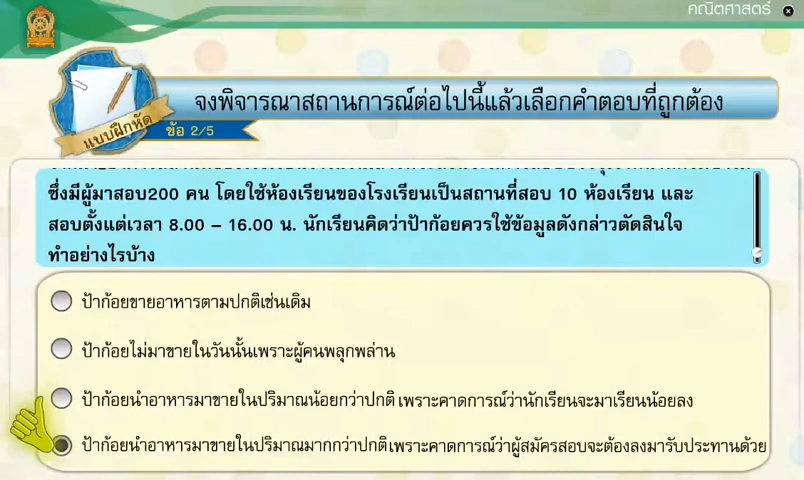 คณิตศาสตร์
จงพิจารณาสถานการณ์ต่อไปนี้แล้วเลือกคำตอบที่ถูกต้อง
แบบฝึกหัด
ข้อ 2/5
ซึ่งมีผู้มาสอบ200 คน โดยใช้ห้องเรียนของโรงเรียนเป็นสถานที่สอบ 10 ห้องเรียน และ
สอบตั้งแต่เวลา 8.00 – 16.00 น. นักเรียนคิดว่าป้าก้อยควรใช้ข้อมูลดังกล่าวตัดสินใจ
ทำอย่างไรบ้าง
ป้าก้อยขายอาหารตามปกติเช่นเดิม
ป้าก้อยไม่มาขายในวันนั้นเพราะผู้คนพลุกพล่าน
ป้าก้อยนำอาหารมาขายในปริมาณน้อยกว่าปกติ เพราะคาดการณ์ว่านักเรียนจะมาเรียนน้อยลง
ป้าก้อยนำอาหารมาขายในปริมาณมากกว่าปกติ เพราะคาดการณ์ว่าผู้สมัครสอบจะต้องลงมารับประทานด้วย